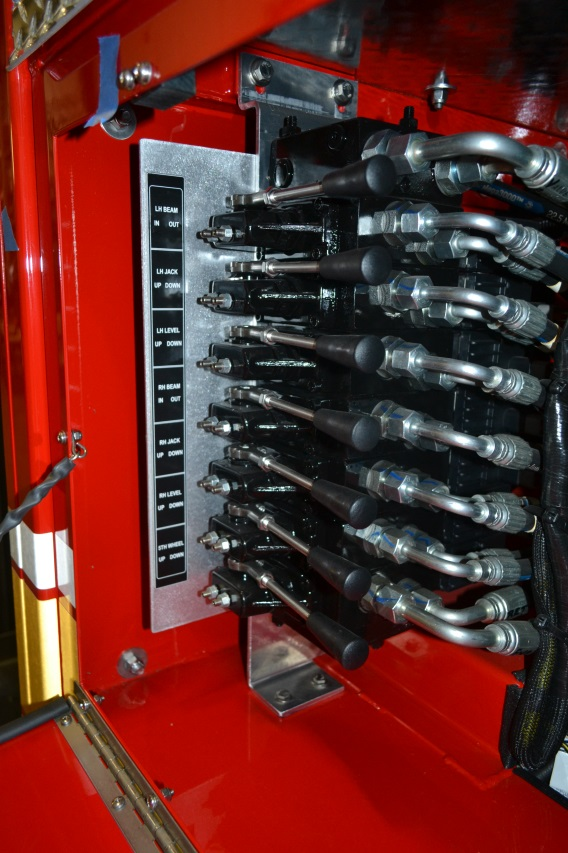 LH BEAM
IN OUT
LH JACK
UP DOWN
LH LEVEL
UP DOWN
RH BEAM
IN OUT
RH JACK
UP DOWN
RH LEVEL
UP DOWN
5TH WHEEL
UP DOWN